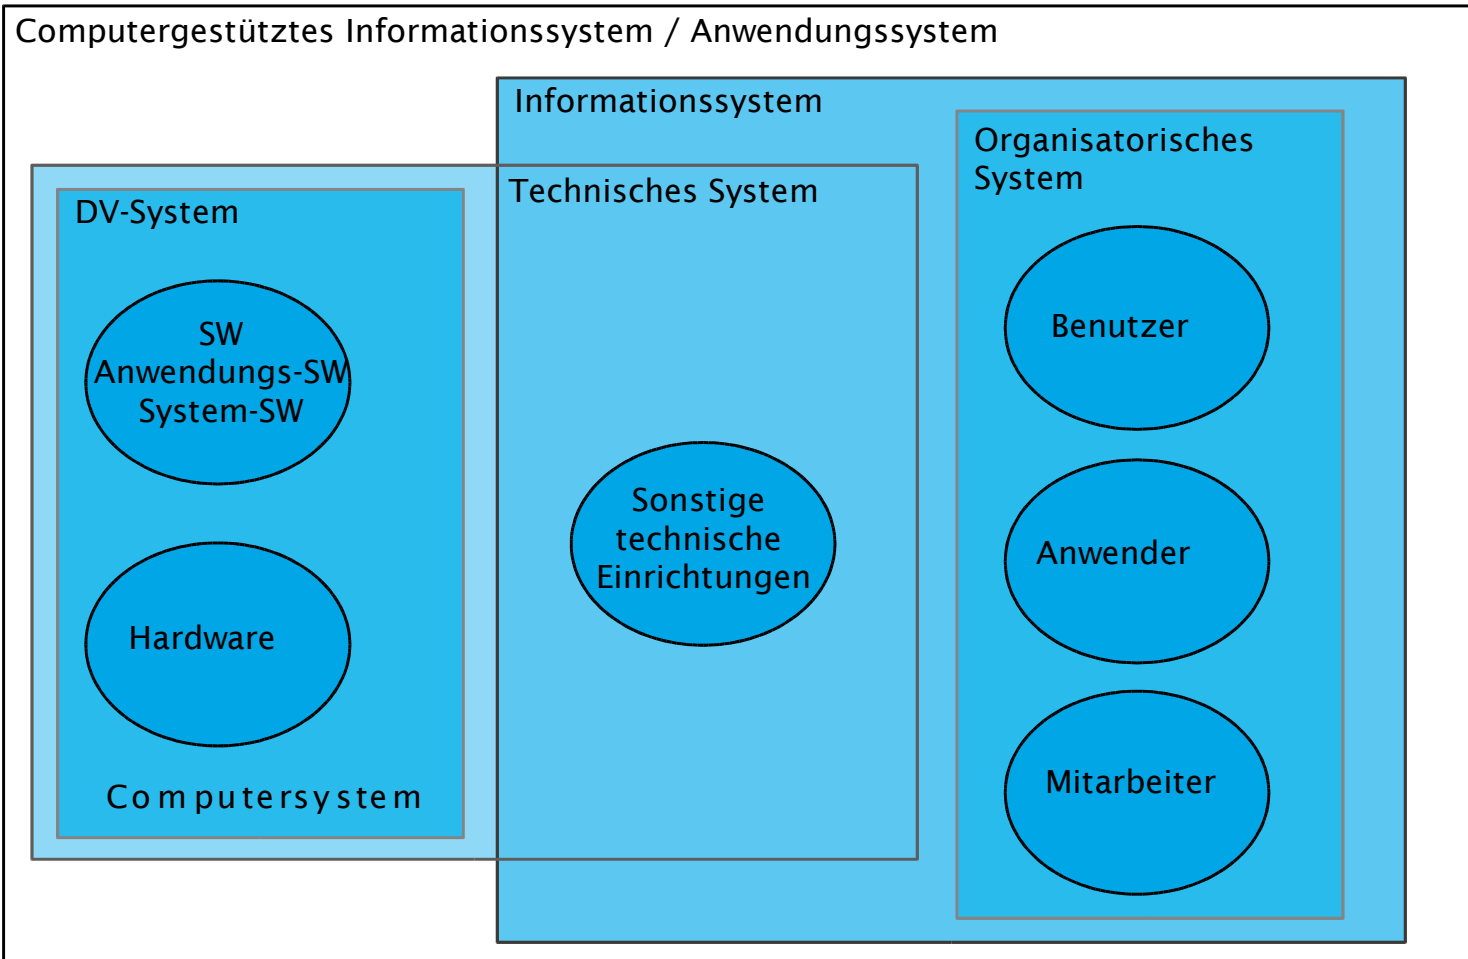 Computergestütztes Informationssystem / Anwendungssystem
Informationssystem
Organisatorisches
System
Technisches System
DV-System
SW
Anwendungs-SW
System-SW
Hardware
Computersystem
Sonstige
technische
Einrichtungen
Benutzer
Anwender
Mitarbeiter